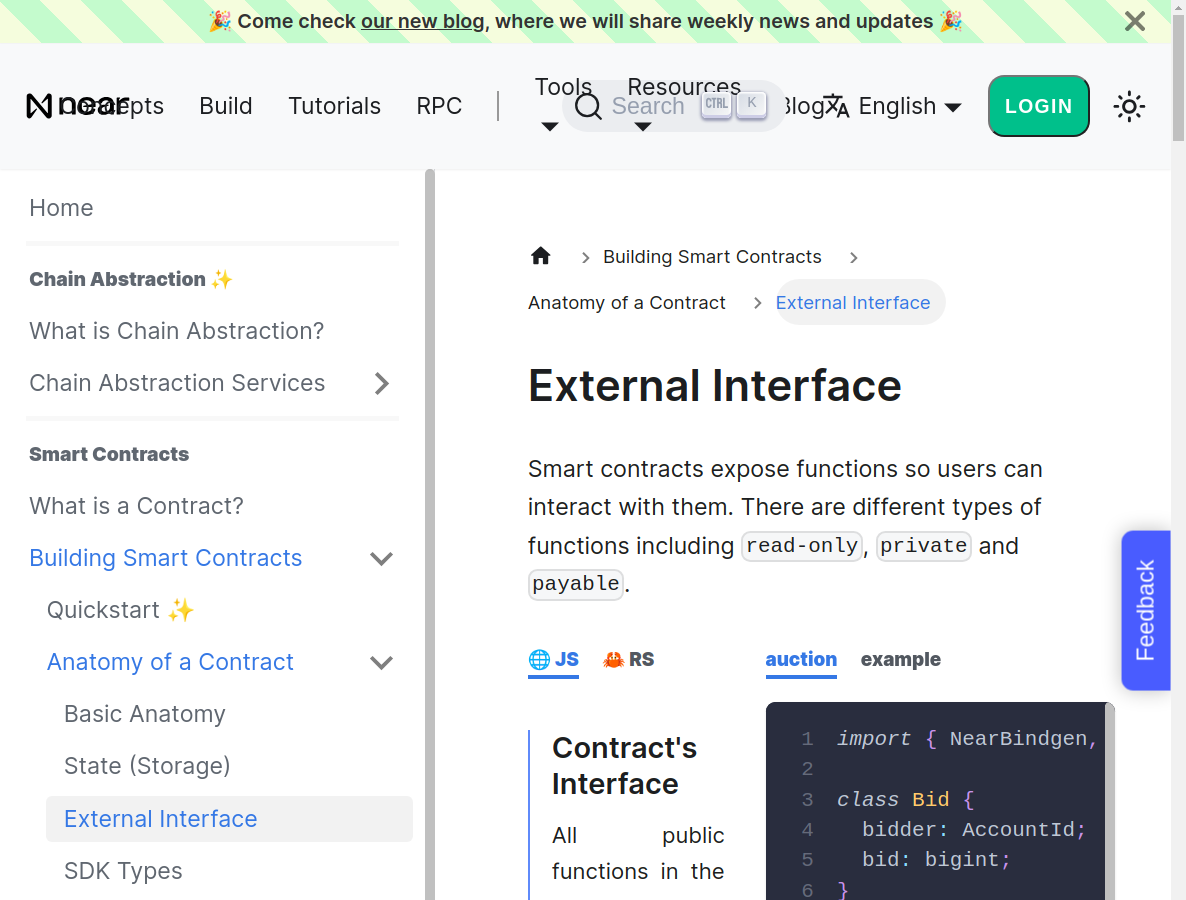 🎉 Come check our new blog, where we will share weekly news and updates 🎉
near
Concepts
Build
Tutorials
RPC
Tools
Resources
Search
CTRL
K
Blog
English
LOGIN
Home
Chain Abstraction ✨
What is Chain Abstraction?
Chain Abstraction Services
Smart Contracts
What is a Contract?
Building Smart Contracts
Quickstart ✨
Anatomy of a Contract
Basic Anatomy
State (Storage)
External Interface
SDK Types
Building Smart Contracts
Anatomy of a Contract
External Interface
External Interface
Smart contracts expose functions so users can
interact with them. There are different types of
functions including read-only, private and
payable.
🌐 JS
🦀 RS
Contract's
Interface
All public
functions in the
auction
example
1 import { NearBindgen,
2
3 class Bid {
4 bidder: AccountId;
5 bid: bigint;
6 }
Feedback